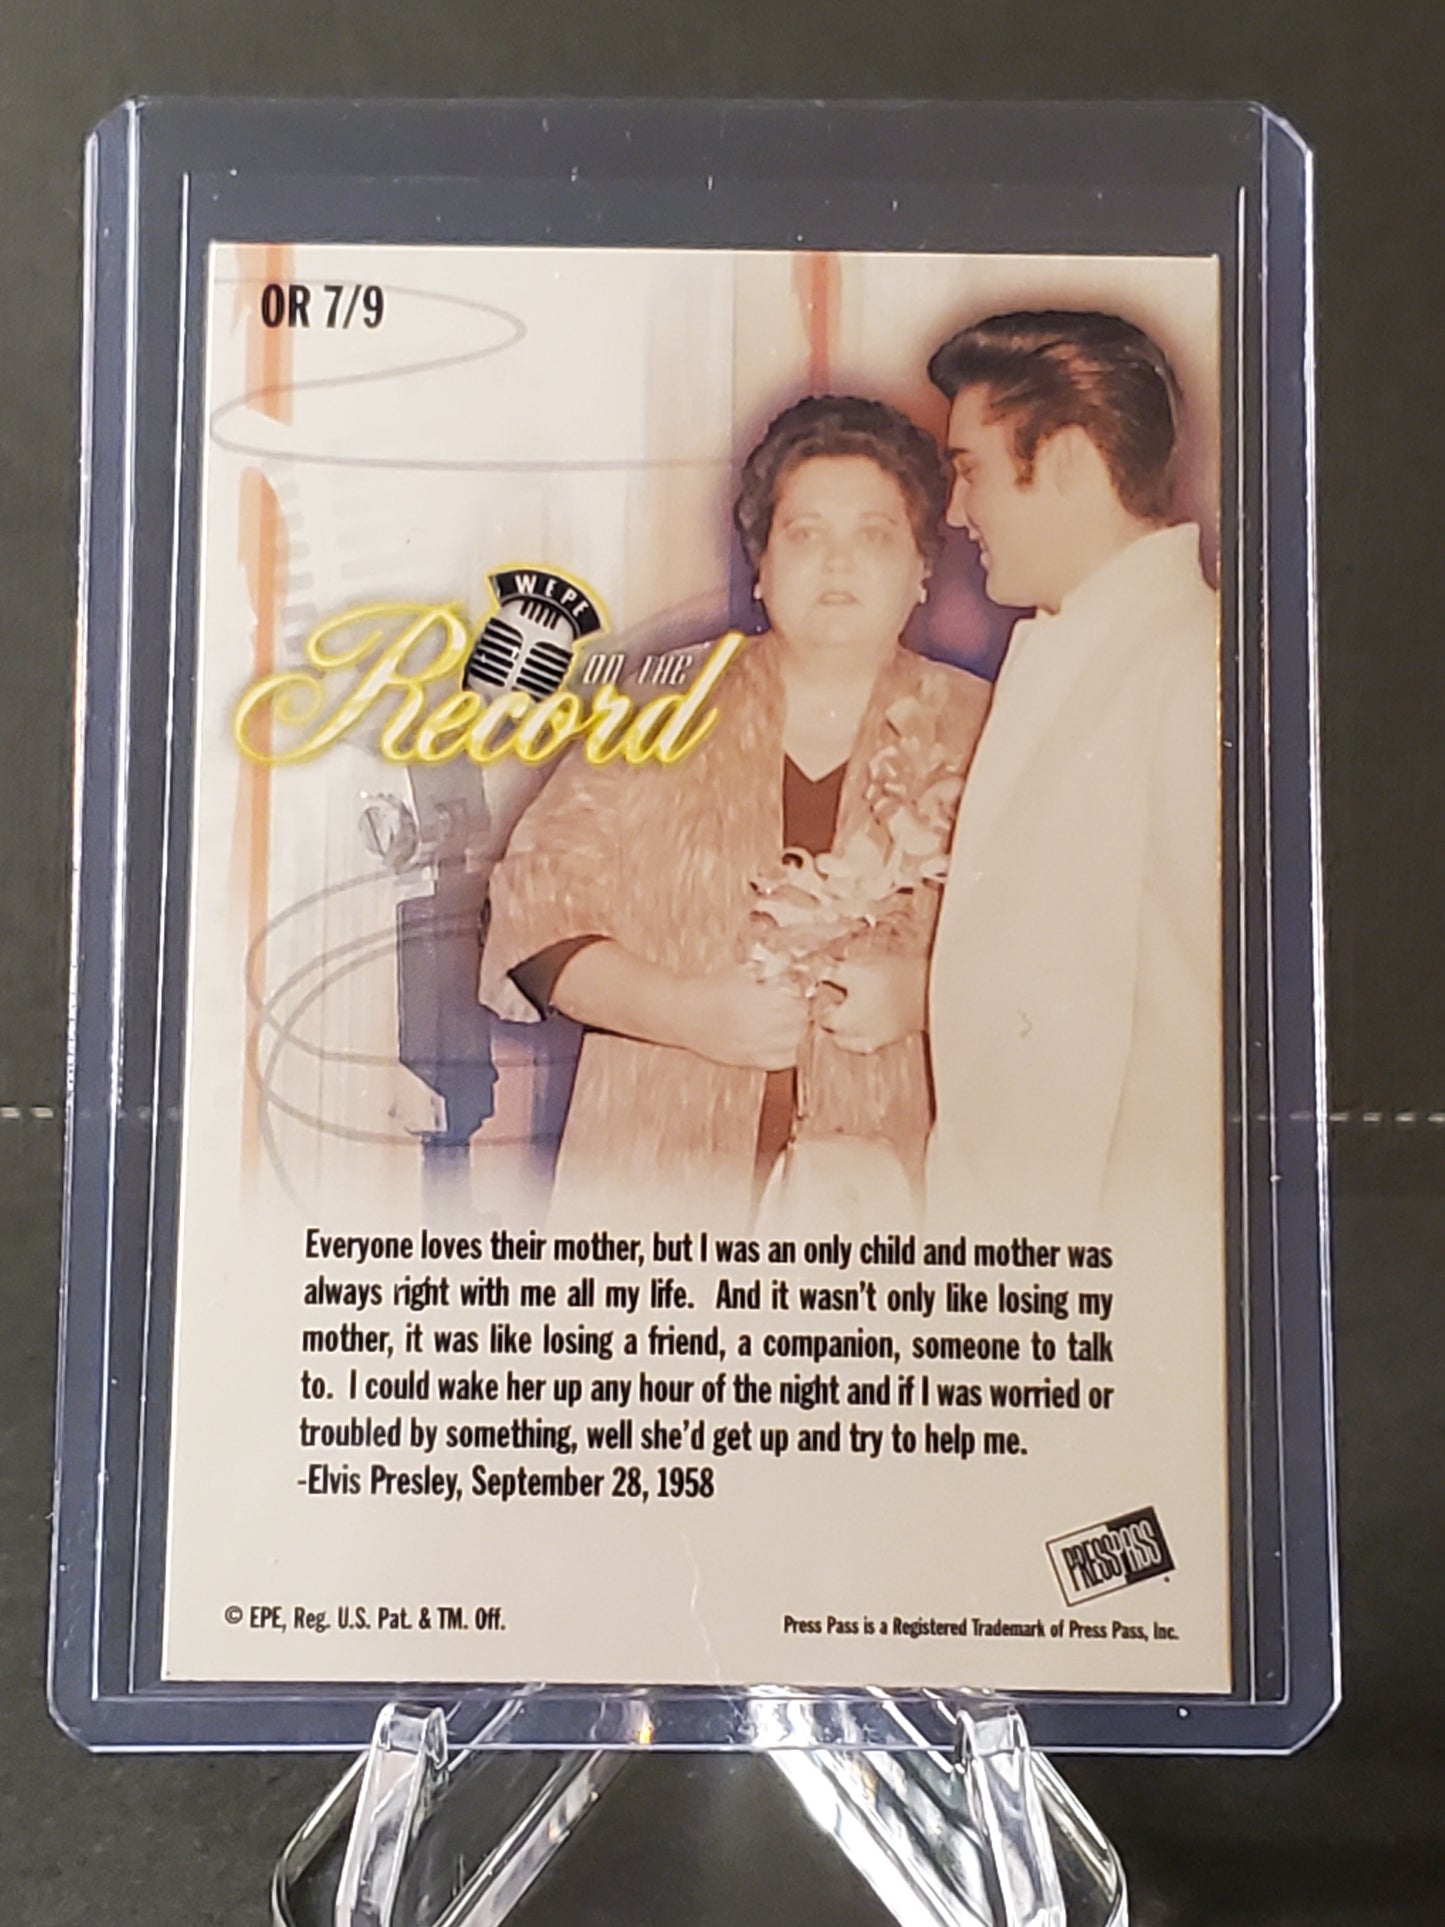 OR 7/9
WEPE
on the
Record
Everyone loves their mother, but I was an only child and mother was
always right with me all my life. And it wasn't only like losing my
mother, it was like losing a friend, a companion, someone to talk
to. I could wake her up any hour of the night and if I was worried or
troubled by something, well she'd get up and try to help me.
-Elvis Presley, September 28, 1958
PRESS PASS
© EPE, Reg. U.S. Pat. & TM. Off.
Press Pass is a Registered Trademark of Press Pass, Inc.